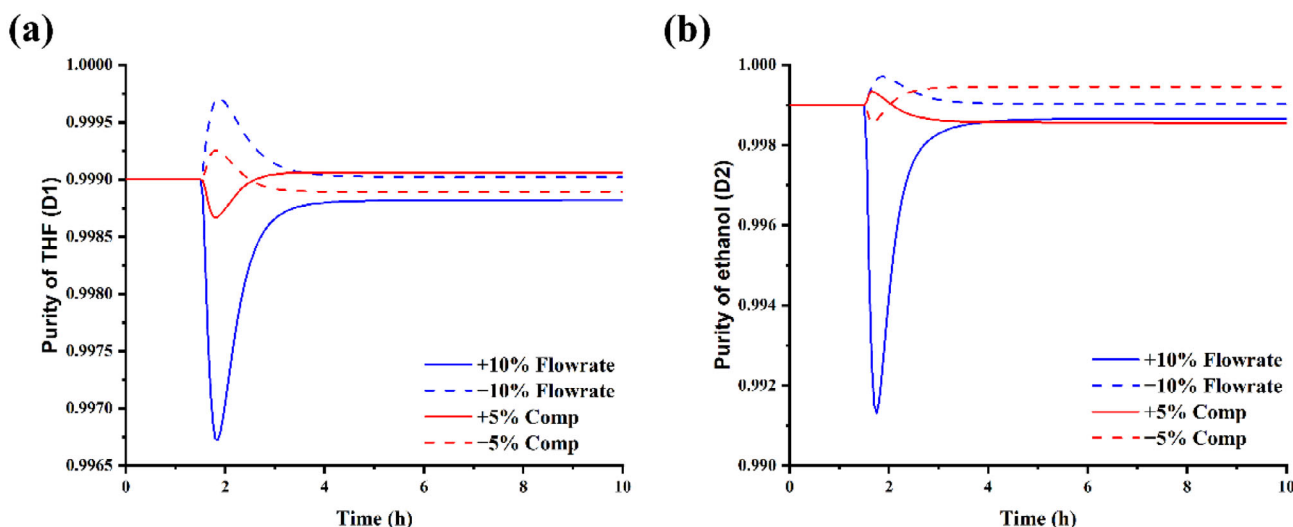 (a)
Purity of THF (D1)
1.0000
0.9995
0.9990
0.9985
0.9980
0.9975
0.9970
0.9965
0
2
4
6
8
10
Time (h)
+10% Flowrate
−10% Flowrate
+5% Comp
−5% Comp
(b)
Purity of ethanol (D2)
1.000
0.998
0.996
0.994
0.992
0.990
0
2
4
6
8
10
Time (h)
+10% Flowrate
−10% Flowrate
+5% Comp
−5% Comp